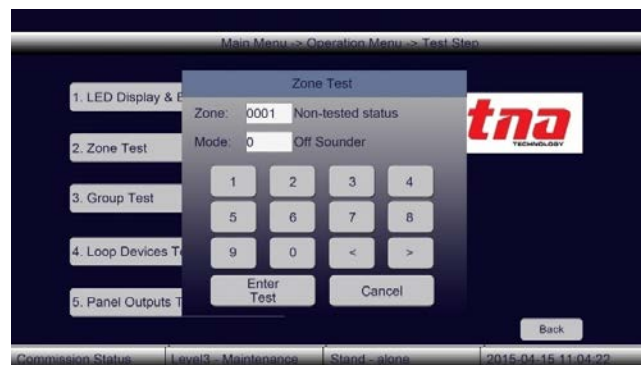 Main Menu -> Operation Menu -> Test Step
Zone Test
1. LED Display &
Zone: 0001 Non-tested status
Mode: 0 Off Sounder
2. Zone Test
3. Group Test
4. Loop Devices
5. Panel Outputs
1 2 3 4
5 6 7 8
9 0 < >
Enter
Test
Cancel
tna
TECHNOLOGY
Back
Commission Status Level3 - Maintenance Stand - alone 2015-04-15 11:04:22